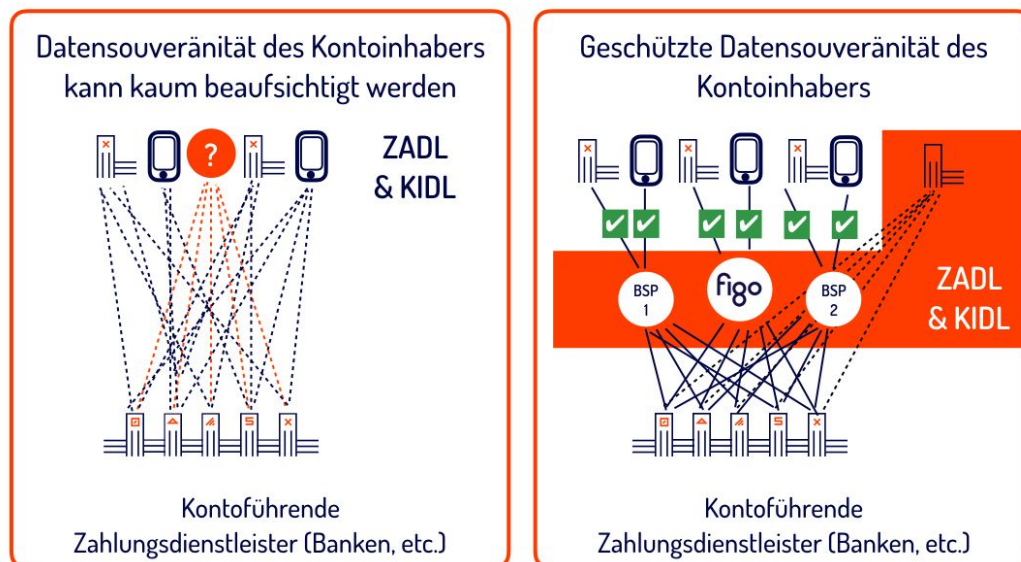 Datensouveränität des Kontoinhabers
kann kaum beaufsichtigt werden
?
ZADL
& KIDL
Kontoführende
Zahlungsdienstleister (Banken, etc.)
Geschützte Datensouveränität des
Kontoinhabers
BSP
1
figo
BSP
2
ZADL
& KIDL
Kontoführende
Zahlungsdienstleister (Banken, etc.)